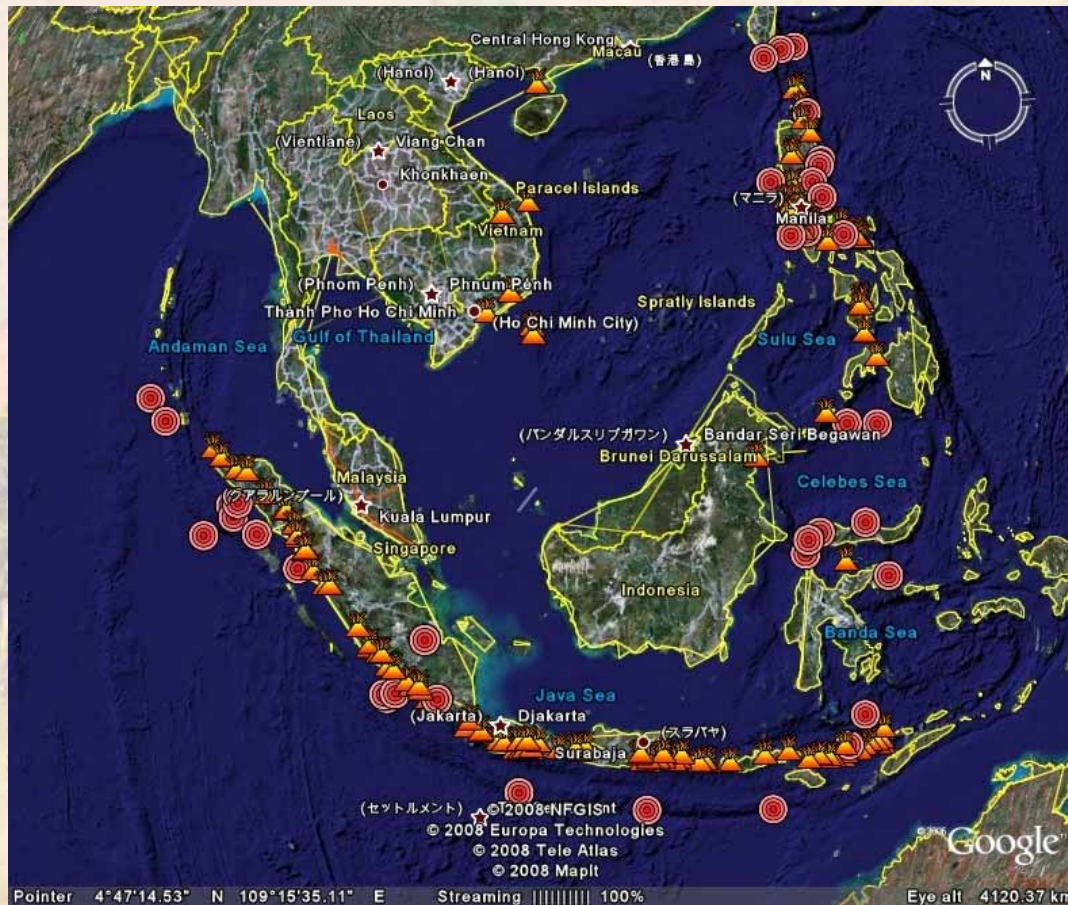 Central Hong Kong
Macau
(香港島)
N
(Hanoi) (Hanoi)
Laos
(Vientiane) Viang Chan
Khonkhaen
Paracel Islands
(マニラ)
Manila
Vietnam
(Phnom Penh) Phnum Penh
Spratly Islands
Thanh Pho Ho Chi Minh
(Ho Chi Minh City)
Andaman Sea
Gulf of Thailand
Sulu Sea
(バンダルスリブガワン) Bandar Seri Begawan
Brunei Darussalam
Malaysia
Celebes Sea
(クアラルンプール)
Kuala Lumpur
Singapore
Indonesia
Banda Sea
Java Sea
(Jakarta) Djakarta
(スラバヤ)
Surabaja
(セットルメント)
© 2008 NFGIS
© 2008 Europa Technologies
© 2008 Tele Atlas
© 2008 MapIt
Google
Pointer 4°47'14.53" N 109°15'35.11" E Streaming |||||||||| 100% Eye alt 4120.37 km